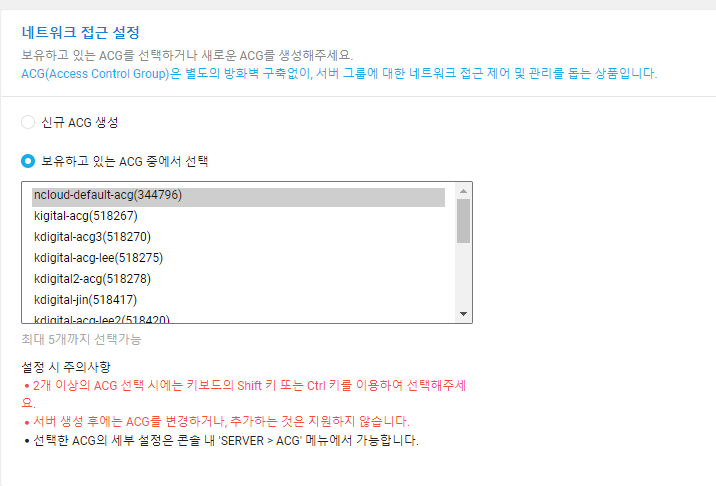 네트워크 접근 설정
보유하고 있는 ACG를 선택하거나 새로운 ACG를 생성해주세요.
ACG(Access Control Group)은 별도의 방화벽 구축없이, 서버 그룹에 대한 네트워크 접근 제어 및 관리를 돕는 상품입니다.
신규 ACG 생성
보유하고 있는 ACG 중에서 선택
ncloud-default-acg(344796)
kigital-acg(518267)
kdigital-acg3(518270)
kdigital-acg-lee(518275)
kdigital2-acg(518278)
kdigital-jin(518417)
kdigital-acg-lee2(518420)
최대 5개까지 선택가능
설정 시 주의사항
• 2개 이상의 ACG 선택 시에는 키보드의 Shift 키 또는 Ctrl 키를 이용하여 선택해주세
요.
• 서버 생성 후에는 ACG를 변경하거나, 추가하는 것은 지원하지 않습니다.
• 선택한 ACG의 세부 설정은 콘솔 내 'SERVER > ACG' 메뉴에서 가능합니다.